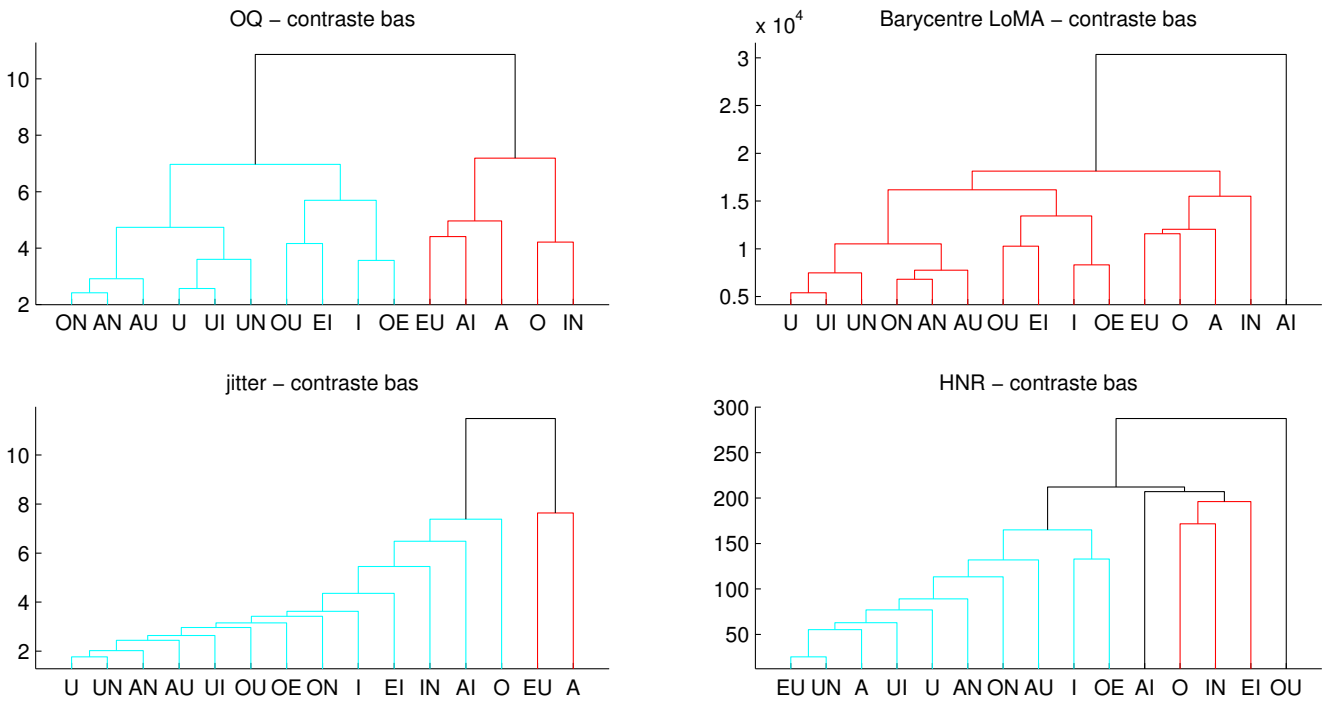 OQ – contraste bas
10
8
6
4
2
ON AN AU U UI UN OU EI I OE EU AI A O IN
Barycentre LoMA – contraste bas
x 10^4
3
2.5
2
1.5
1
0.5
U UI UN ON AN AU OU EI I OE EU O A IN AI
jitter – contraste bas
10
8
6
4
2
U UN AN AU UI OU OE ON I EI IN AI O EU A
HNR – contraste bas
300
250
200
150
100
50
EU UN A UI U AN ON AU I OE AI O IN EI OU